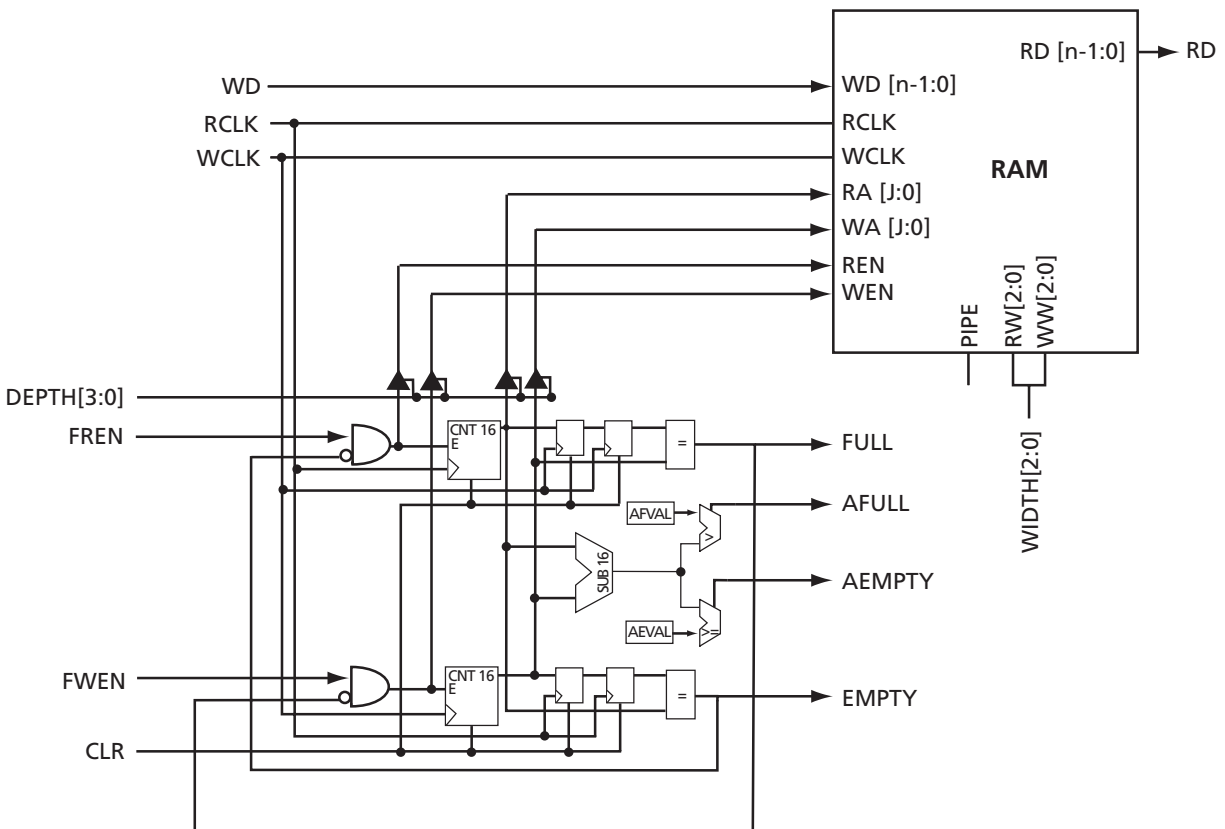 RD [n-1:0]
RD
WD
WD [n-1:0]
RCLK
RCLK
WCLK
WCLK
RAM
RA [J:0]
WA [J:0]
REN
WEN
PIPE
RW[2:0]
WW[2:0]
WIDTH[2:0]
DEPTH[3:0]
FREN
CNT 16
E
=
FULL
AFVAL
>
AFULL
SUB 16
AEMPTY
AEVAL
>=
FWEN
CNT 16
E
=
EMPTY
CLR